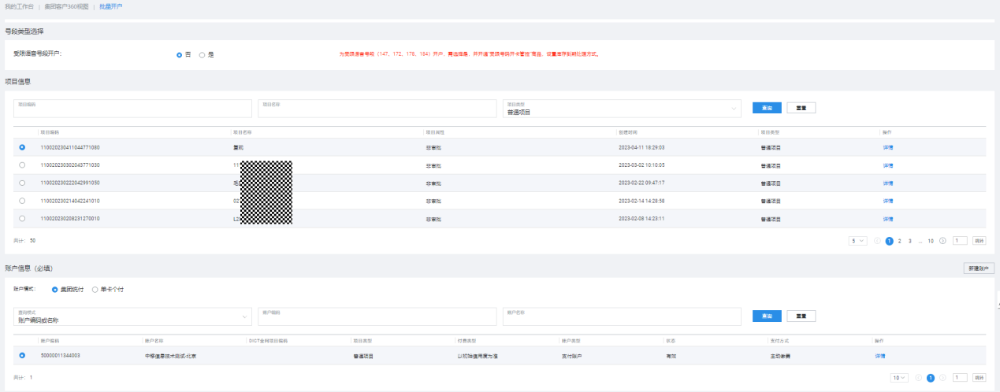 我的工作台 | 集团客户360视图 | 批量开户
号段类型选择
受限语音号段开户： 否 是 为受限语音号段（147、172、178、184）开户，需选择是，并开通"受限号码开卡管控"商品，设置库存到期处理方式。
项目信息
项目编码 项目名称 项目类型
普通项目 查询 重置
项目编码 项目名称 项目属性 创建时间 项目类型 操作
110020230411044771080 非审批 2023-04-11 18:29:03 普通项目 详情
110020230302043771030 11 非审批 2023-03-02 10:10:05 普通项目 详情
110020230222042991050 非审批 2023-02-22 09:47:17 普通项目 详情
110020230214042241010 02 非审批 2023-02-14 14:28:58 普通项目 详情
110020230208231270010 L2 非审批 2023-02-08 14:23:11 普通项目 详情
共计： 50 5 1 2 3 ... 10 1 跳转
账户信息（必填） 新建账户
账户模式： 集团统付 单卡个付
查询模式 账户编码 账户名称
账户编码或名称 查询 重置
账户编码 账户名称 DICT全网项目编码 项目类型 付费类型 账户类型 状态 支付方式 操作
50000011344003 中移信息技术测试-北京 普通项目 以初始信用度为准 支付账户 有效 主动缴费 详情
共计： 1 10 1 1 跳转